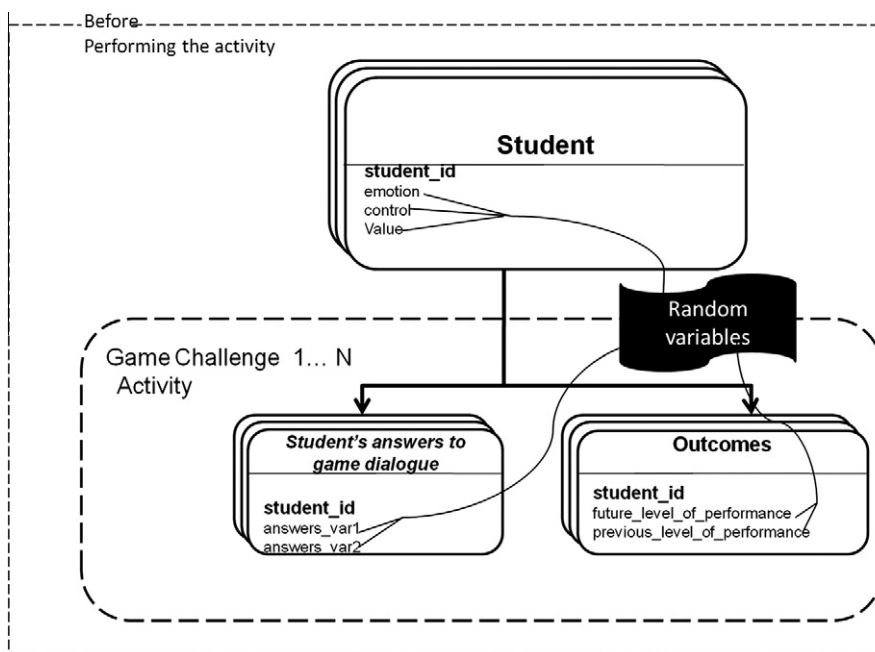 Before
Performing the activity
Student
student_id
emotion
control
Value
Random
variables
Game Challenge 1... N
Activity
Student's answers to
game dialogue
student_id
answers_var1
answers_var2
Outcomes
student_id
future_level_of_performance
previous_level_of_performance